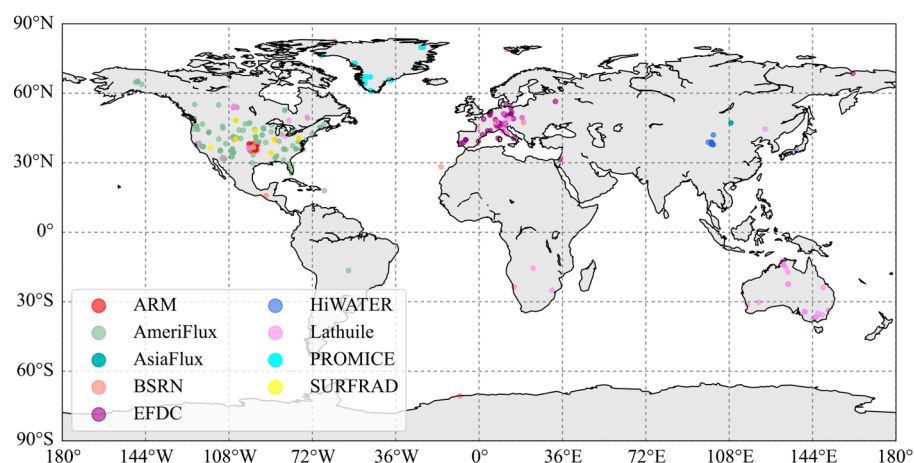 90°N
60°N
30°N
0°
30°S
ARM HiWATER
AmeriFlux Lathuile
AsiaFlux PROMICE
60°S
BSRN SURFRAD
EFDC
90°S
180° 144°W 108°W 72°W 36°W 0° 36°E 72°E 108°E 144°E 180°